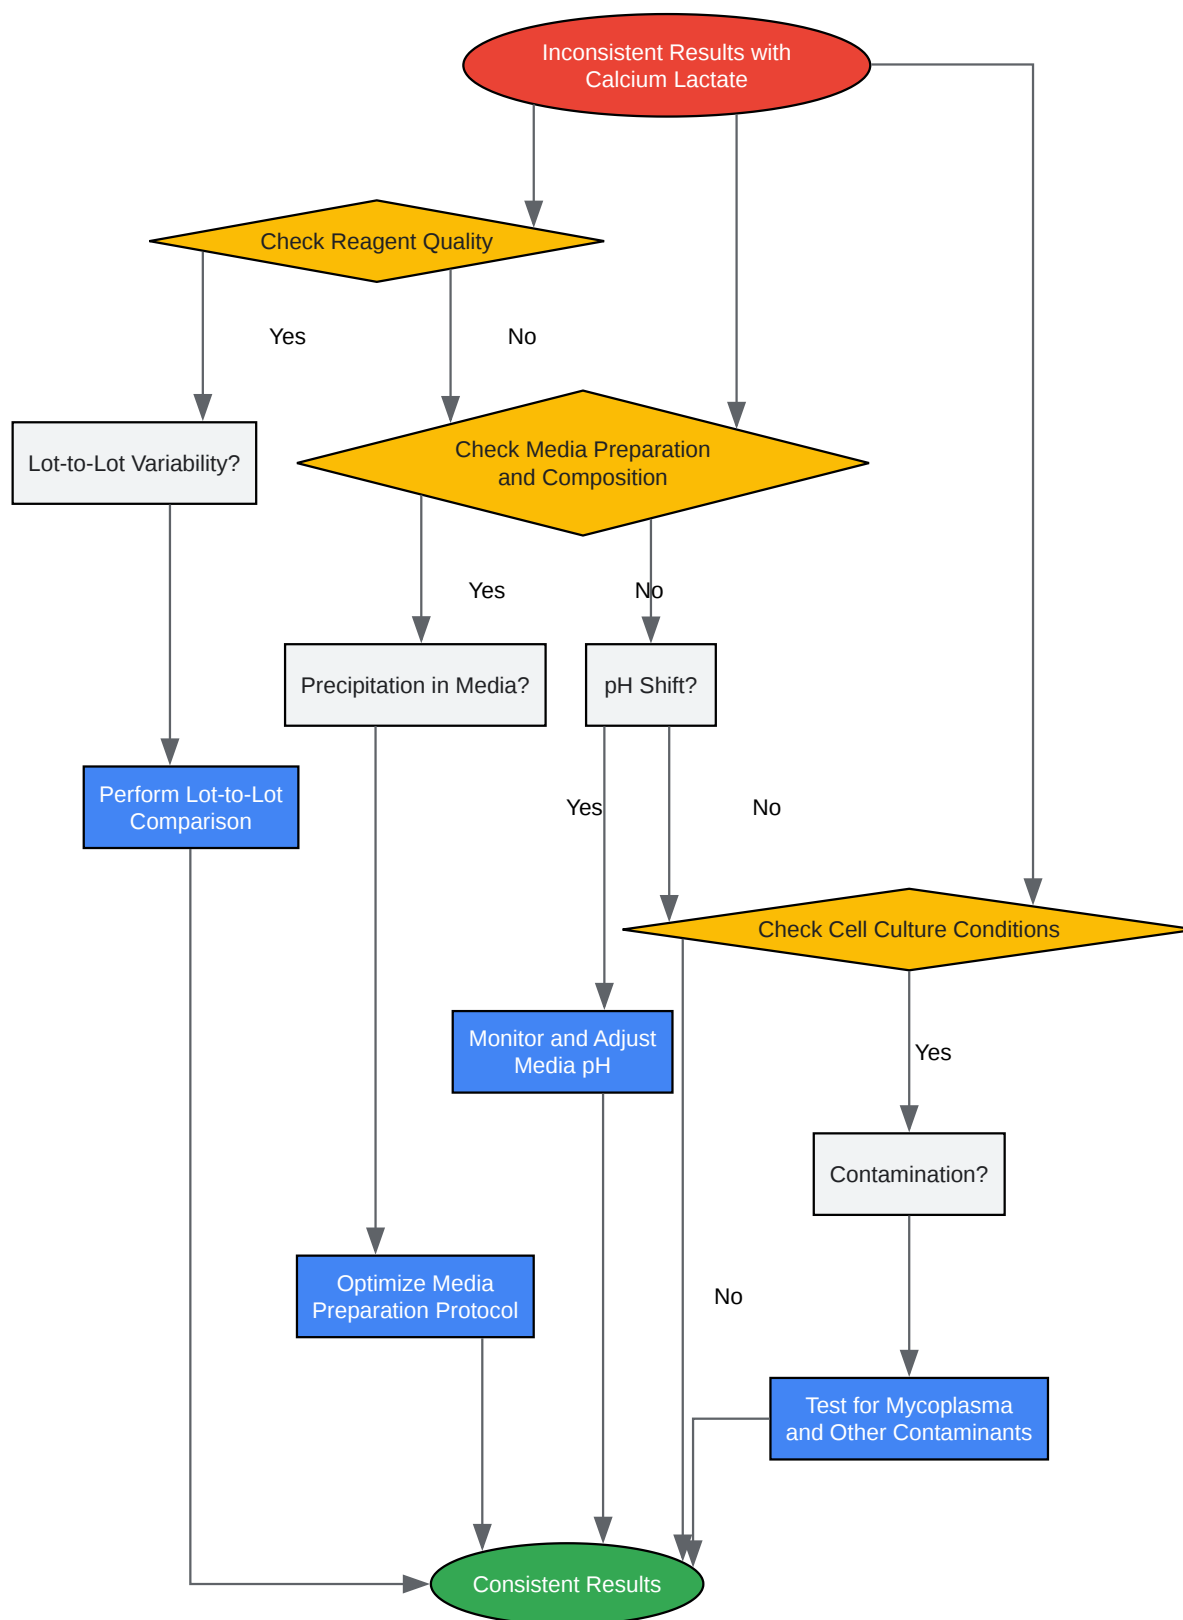 Inconsistent Results with
Calcium Lactate
Check Reagent Quality
Yes
No
Lot-to-Lot Variability?
Check Media Preparation
and Composition
Yes
No
Precipitation in Media?
pH Shift?
Perform Lot-to-Lot
Comparison
Yes
No
Check Cell Culture Conditions
Monitor and Adjust
Media pH
Yes
Contamination?
Optimize Media
Preparation Protocol
No
Test for Mycoplasma
and Other Contaminants
Consistent Results